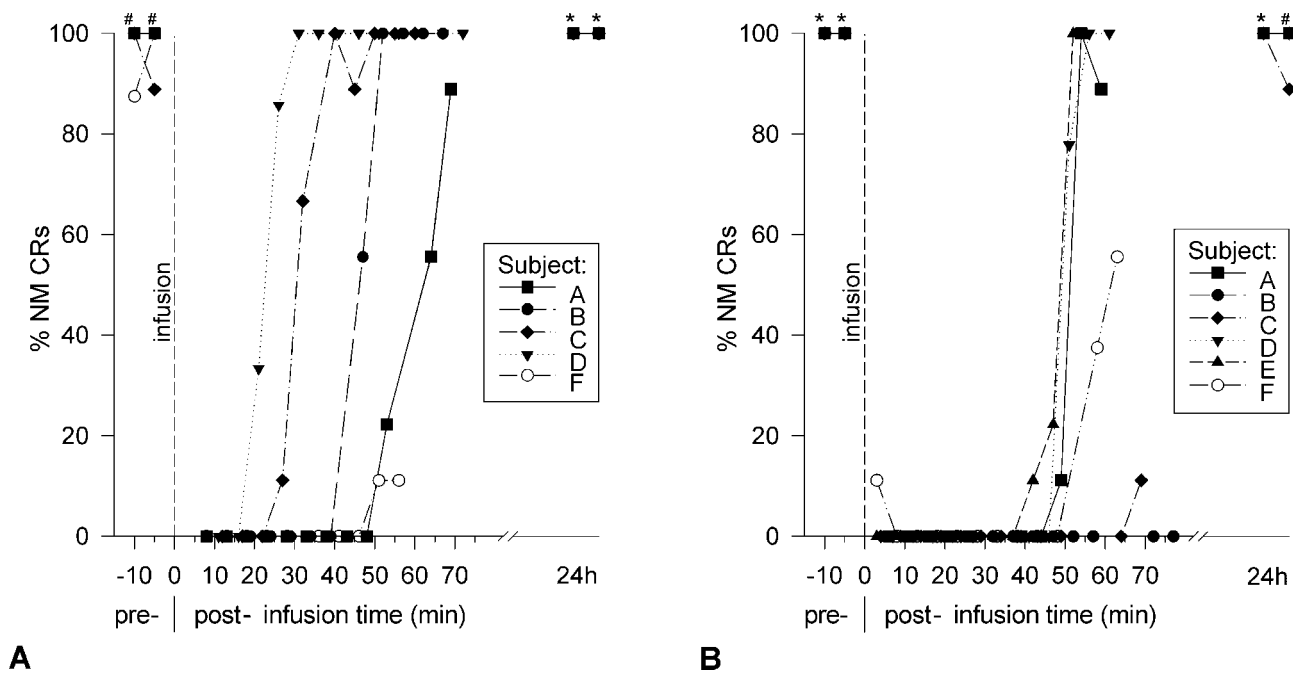 # # * *
100
80
60
40
20
0
% NM CRs
infusion
Subject:
A
B
C
D
F
-10 0 10 20 30 40 50 60 70 24h
pre- post- infusion time (min)
A
* * * #
100
80
60
40
20
0
% NM CRs
infusion
Subject:
A
B
C
D
E
F
-10 0 10 20 30 40 50 60 70 24h
pre- post- infusion time (min)
B